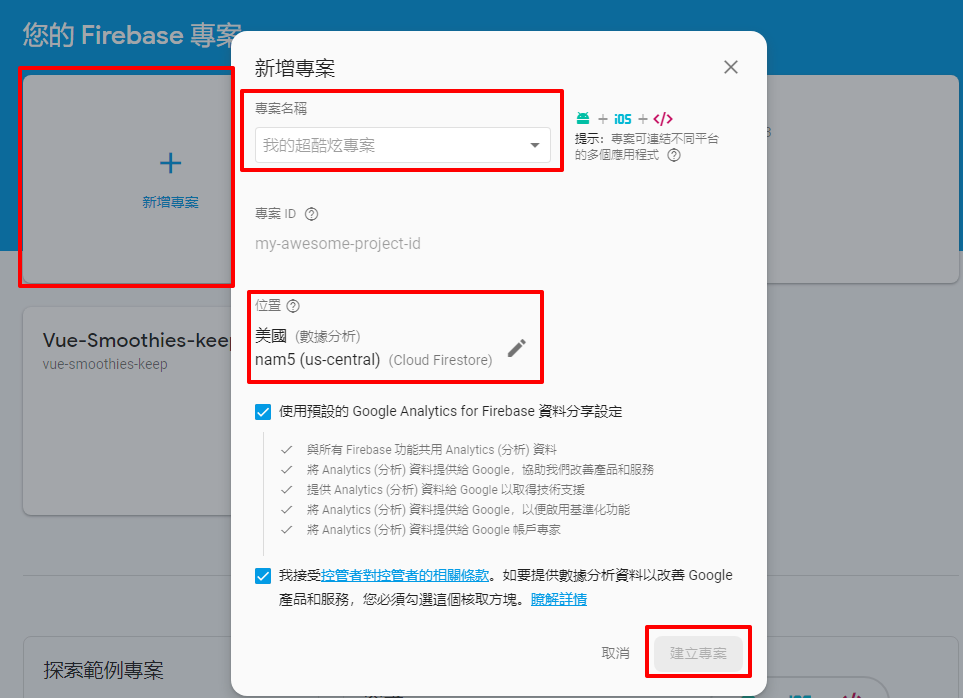 您的 Firebase 專案
新增專案
新增專案
專案名稱
我的超酷炫專案
+ iOS + </>
提示：專案可連結不同平台
的多個應用程式
專案 ID
my-awesome-project-id
位置
美國 (數據分析)
nam5 (us-central) (Cloud Firestore)
Vue-Smoothies-keep
vue-smoothies-keep
使用預設的 Google Analytics for Firebase 資料分享設定
與所有 Firebase 功能共用 Analytics (分析) 資料
將 Analytics (分析) 資料提供給 Google，協助我們改善產品和服務
提供 Analytics (分析) 資料給 Google 以取得技術支援
將 Analytics (分析) 資料提供給 Google，以便啟用基準化功能
將 Analytics (分析) 資料提供給 Google 帳戶專家
我接受控管者對控管者的相關條款。如要提供數據分析資料以改善 Google
產品和服務，您必須勾選這個核取方塊。瞭解詳情
取消
建立專案
探索範例專案